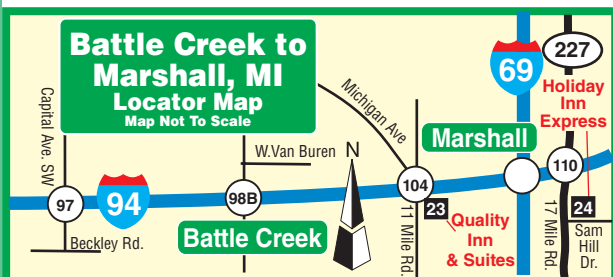 Battle Creek to
Marshall, MI
Locator Map
Map Not To Scale
Capital Ave. SW
Michigan Ave
W.Van Buren
N
69
227
Holiday
Inn
Express
Marshall
97
94
98B
104
110
Beckley Rd.
Battle Creek
11 Mile Rd.
23
Quality
Inn
& Suites
17 Mile Rd.
24
Sam
Hill
Dr.